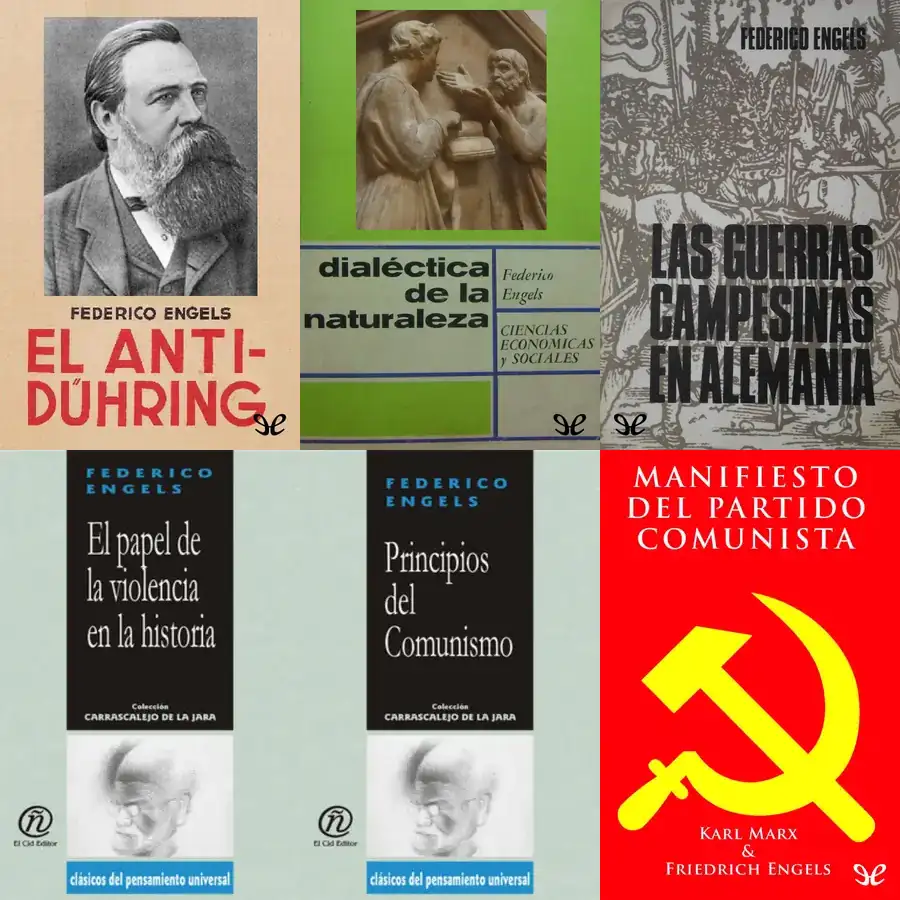 FEDERICO ENGELS
EL ANTI-
DÜHRING
dialéctica
de la
naturaleza
Federico
Engels
CIENCIAS
ECONOMICAS
y SOCIALES
FEDERICO ENGELS
LAS GUERRAS
CAMPESINAS
EN ALEMANIA
FEDERICO
ENGELS
El papel de
la violencia
en la historia
Colección
CARRASCALEJO DE LA JARA
ñ
El Cid Editor
clásicos del pensamiento universal
FEDERICO
ENGELS
Principios
del
Comunismo
Colección
CARRASCALEJO DE LA JARA
ñ
El Cid Editor
clásicos del pensamiento universal
MANIFIESTO
DEL PARTIDO
COMUNISTA
KARL MARX
&
FRIEDRICH ENGELS